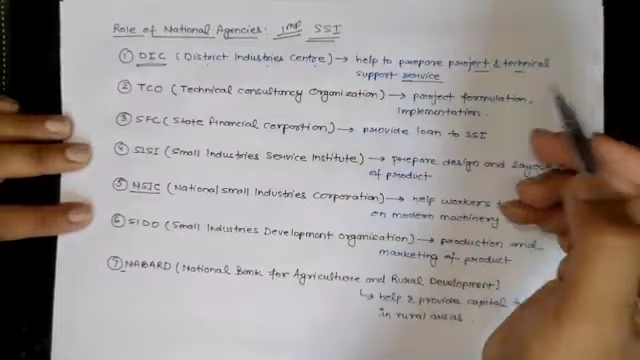 Role of National Agencies: imp SSI
① DIC (District Industries Centre) → help to prepare project & technical
support service
② TCO (Technical consultancy Organization) → project formulation,
implementation.
③ SFC (State Financial corportion) → provide loan to SSI
④ SISI (Small Industries Service Institute) → prepare design and
of product
⑤ NSIC (National small Industries Corporation) → help workers
on modern machinery
⑥ SIDO (Small Industries Development organication) → production and
marketing of product
⑦ NABARD (National Bank for Agriculture and Rural Development)
↳ help & provide capital
in rural areas.